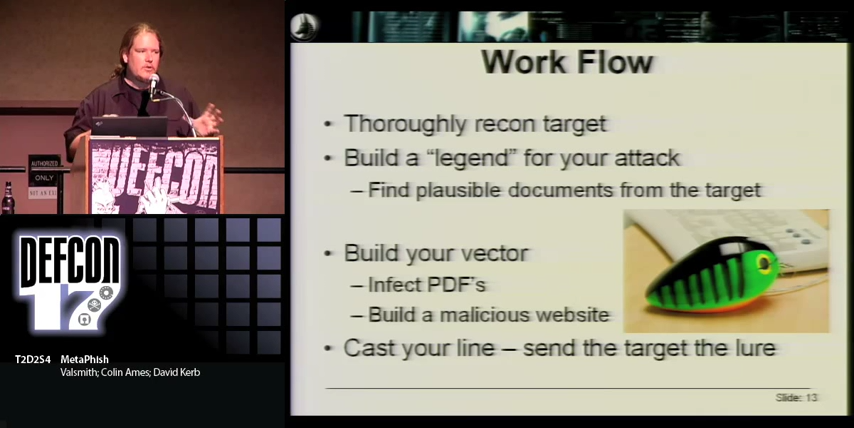 Work Flow
• Thoroughly recon target
• Build a “legend” for your attack
– Find plausible documents from the target
• Build your vector
– Infect PDF's
– Build a malicious website
• Cast your line – send the target the lure
Slide: 13
AUTHORIZED
ONLY
DEFCON
DEFCON
17
T2D2S4 MetaPhish
Valsmith; Colin Ames; David Kerb